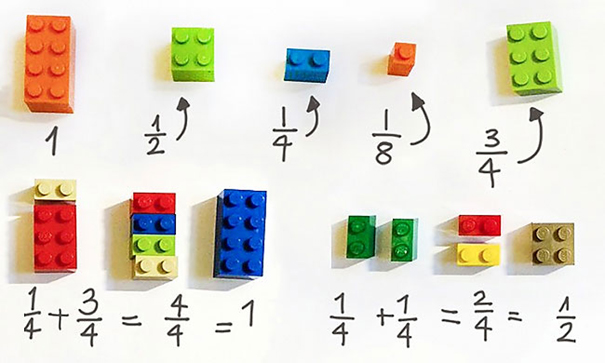 1 1/2 1/4 1/8 3/4
1/4 + 3/4 = 4/4 = 1 1/4 + 1/4 = 2/4 = 1/2